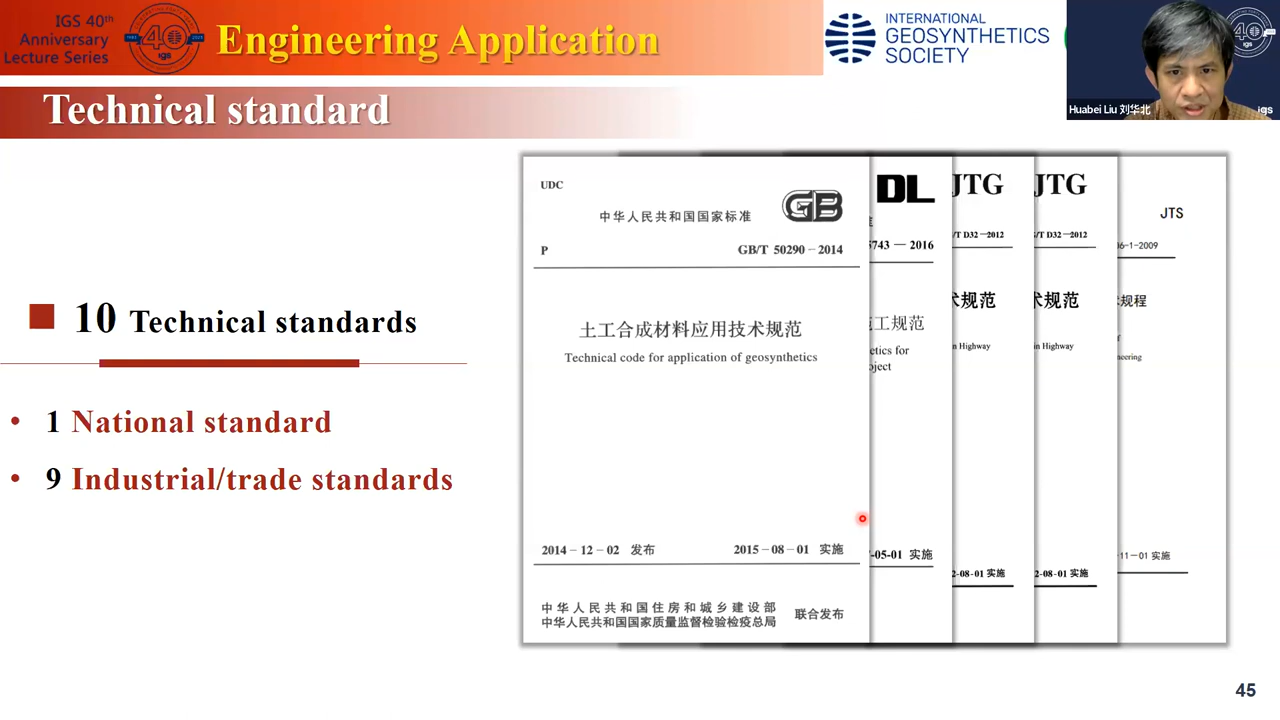 IGS 40th
Anniversary
Lecture Series
40
igs
Engineering Application
INTERNATIONAL
GEOSYNTHETICS
SOCIETY
40
igs
Huabei Liu 刘华北
Technical standard
10 Technical standards
• 1 National standard
• 9 Industrial/trade standards
UDC
中华人民共和国国家标准
GB
P
GB/T 50290-2014
土工合成材料应用技术规范
Technical code for application of geosynthetics
2014-12-02 发布
2015-08-01 实施
中华人民共和国住房和城乡建设部
中华人民共和国国家质量监督检验检疫总局
联合发布
DL
5743 — 2016
施工规范
etics for
oject
-05-01 实施
JTG
/T D32—2012
术规范
n Highway
2-08-01 实施
JTG
/T D32—2012
术规范
in Highway
2-08-01 实施
JTS
06-1-2009
术规程
f
neering
11-01 实施
45